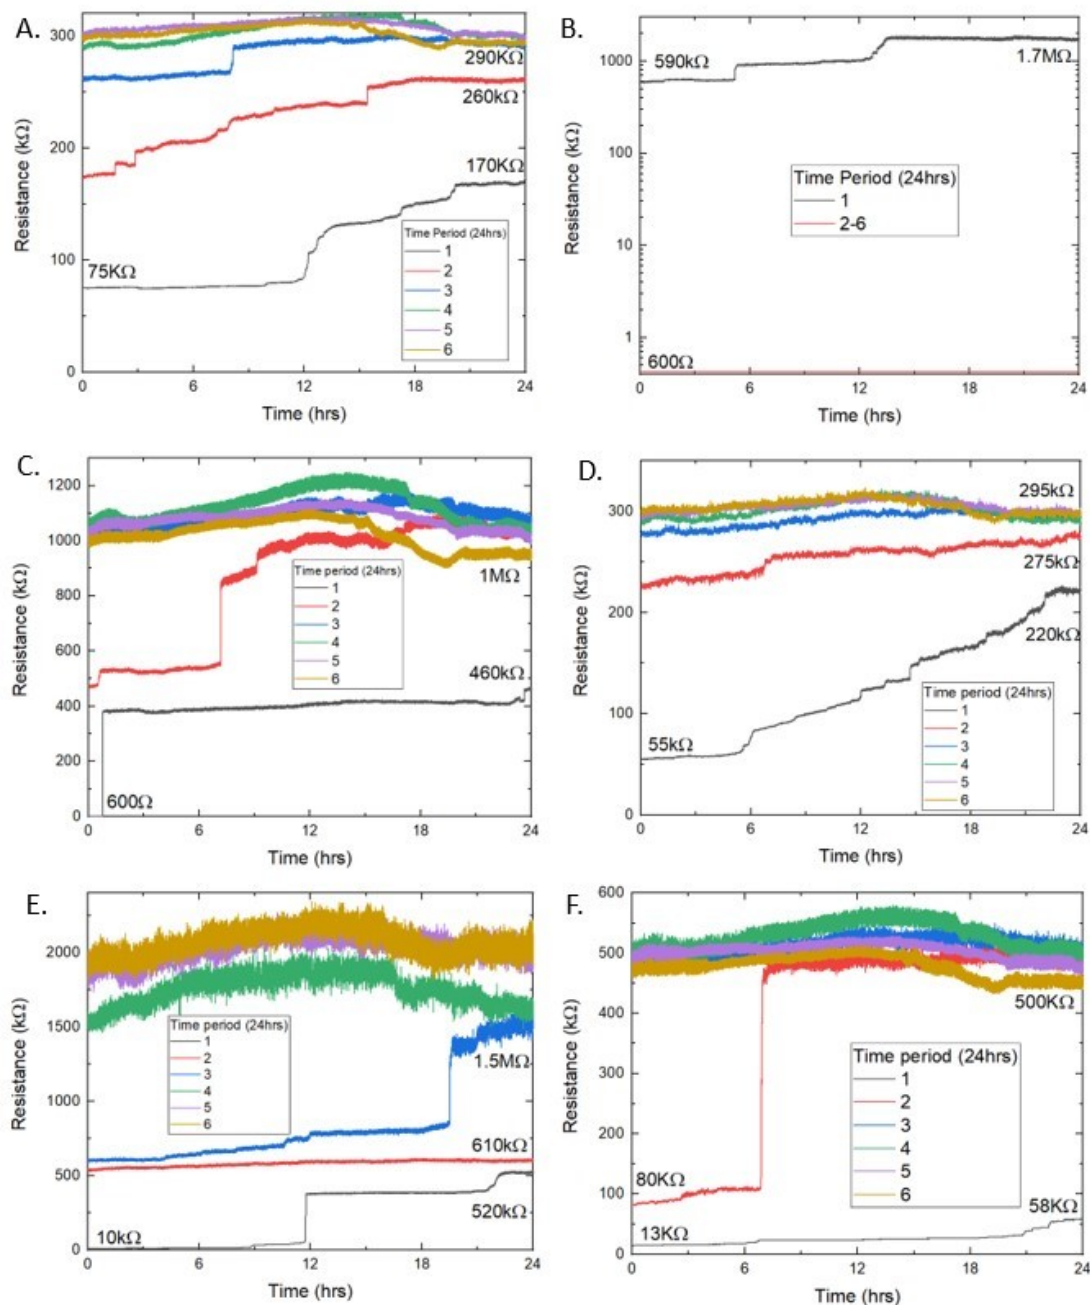 A.
300
200
100
0
Resistance (kΩ)
290KΩ
260kΩ
170KΩ
75KΩ
Time Period (24hrs)
1
2
3
4
5
6
0 6 12 18 24
Time (hrs)
B.
1000
100
10
1
Resistance (kΩ)
590kΩ
1.7MΩ
Time Period (24hrs)
1
2-6
600Ω
0 6 12 18 24
Time (hrs)
C.
1200
1000
800
600
400
200
0
Resistance (kΩ)
Time period (24hrs)
1
2
3
4
5
6
1MΩ
460kΩ
600Ω
0 6 12 18 24
Time (hrs)
D.
300
200
100
0
Resistance (kΩ)
295kΩ
275kΩ
220kΩ
55kΩ
Time period (24hrs)
1
2
3
4
5
6
0 6 12 18 24
Time (hrs)
E.
2000
1500
1000
500
0
Resistance (kΩ)
Time period (24hrs)
1
2
3
4
5
6
1.5MΩ
610kΩ
520kΩ
10kΩ
0 6 12 18 24
Time (hrs)
F.
600
500
400
300
200
100
0
Resistance (kΩ)
500KΩ
Time period (24hrs)
1
2
3
4
5
6
80KΩ
58KΩ
13KΩ
0 6 12 18 24
Time (hrs)